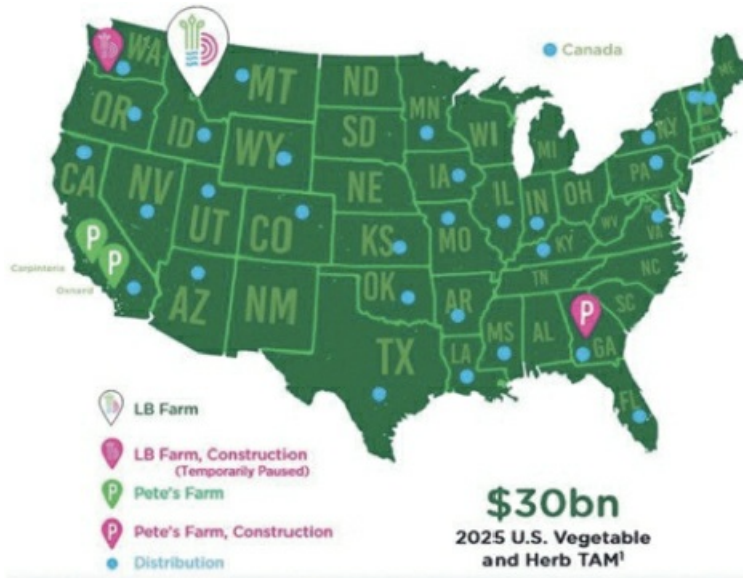 Canada
WA
MT
ND
MN
ME
OR
ID
SD
WI
NY
WY
MI
CA
NV
NE
IA
PA
UT
CO
IL
IN
OH
KS
MO
WV
VA
KY
Carpinteria
Oxnard
P
P
AZ
NM
OK
AR
TN
NC
P
SC
TX
LA
MS
AL
GA
FL
LB Farm
LB Farm, Construction
(Temporarily Paused)
P Pete's Farm
P Pete's Farm, Construction
Distribution
$30bn
2025 U.S. Vegetable
and Herb TAM¹